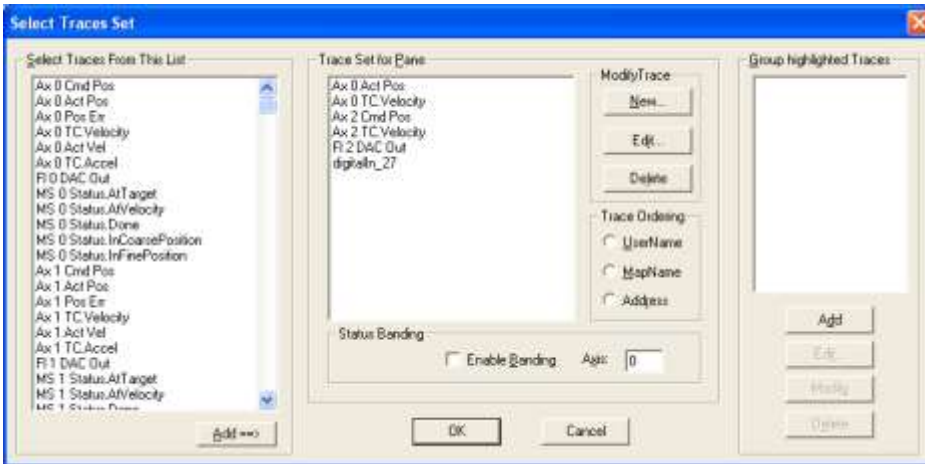 Select Traces Set
Select Traces From This List
Ax 0 Cmd Pos
Ax 0 Act Pos
Ax 0 Pos Err
Ax 0 TC.Velocity
Ax 0 Act Vel
Ax 0 TC.Accel
Fl 0 DAC Out
MS 0 Status.AtTarget
MS 0 Status.AtVelocity
MS 0 Status.Done
MS 0 Status.InCoarsePosition
MS 0 Status.InFinePosition
Ax 1 Cmd Pos
Ax 1 Act Pos
Ax 1 Pos Err
Ax 1 TC.Velocity
Ax 1 Act Vel
Ax 1 TC.Accel
Fl 1 DAC Out
MS 1 Status.AtTarget
MS 1 Status.AtVelocity
MS 1 Status.Done
Add ==>
Trace Set for Pane
Ax 0 Act Pos
Ax 0 TC.Velocity
Ax 2 Cmd Pos
Ax 2 TC.Velocity
Fl 2 DAC Out
digitalIn_27
ModifyTrace
New...
Edit...
Delete
Trace Ordering
UserName
MapName
Address
Status Banding
Enable Banding
Axis:
0
OK
Cancel
Group highlighted Traces
Add
Edit...
Modify
Delete